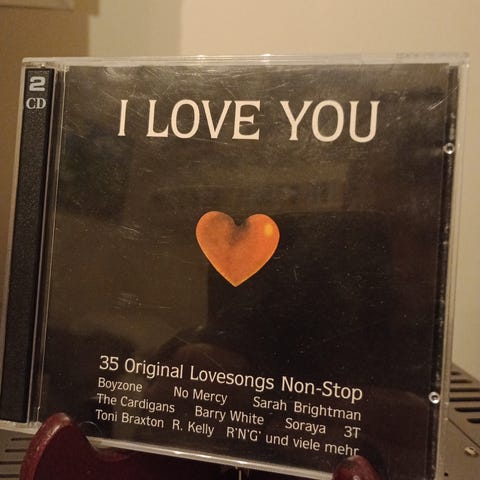 2
CD
I LOVE YOU
35 Original Lovesongs Non-Stop
Boyzone No Mercy Sarah Brightman
The Cardigans Barry White Soraya 3T
Toni Braxton R. Kelly R'N'G' und viele mehr